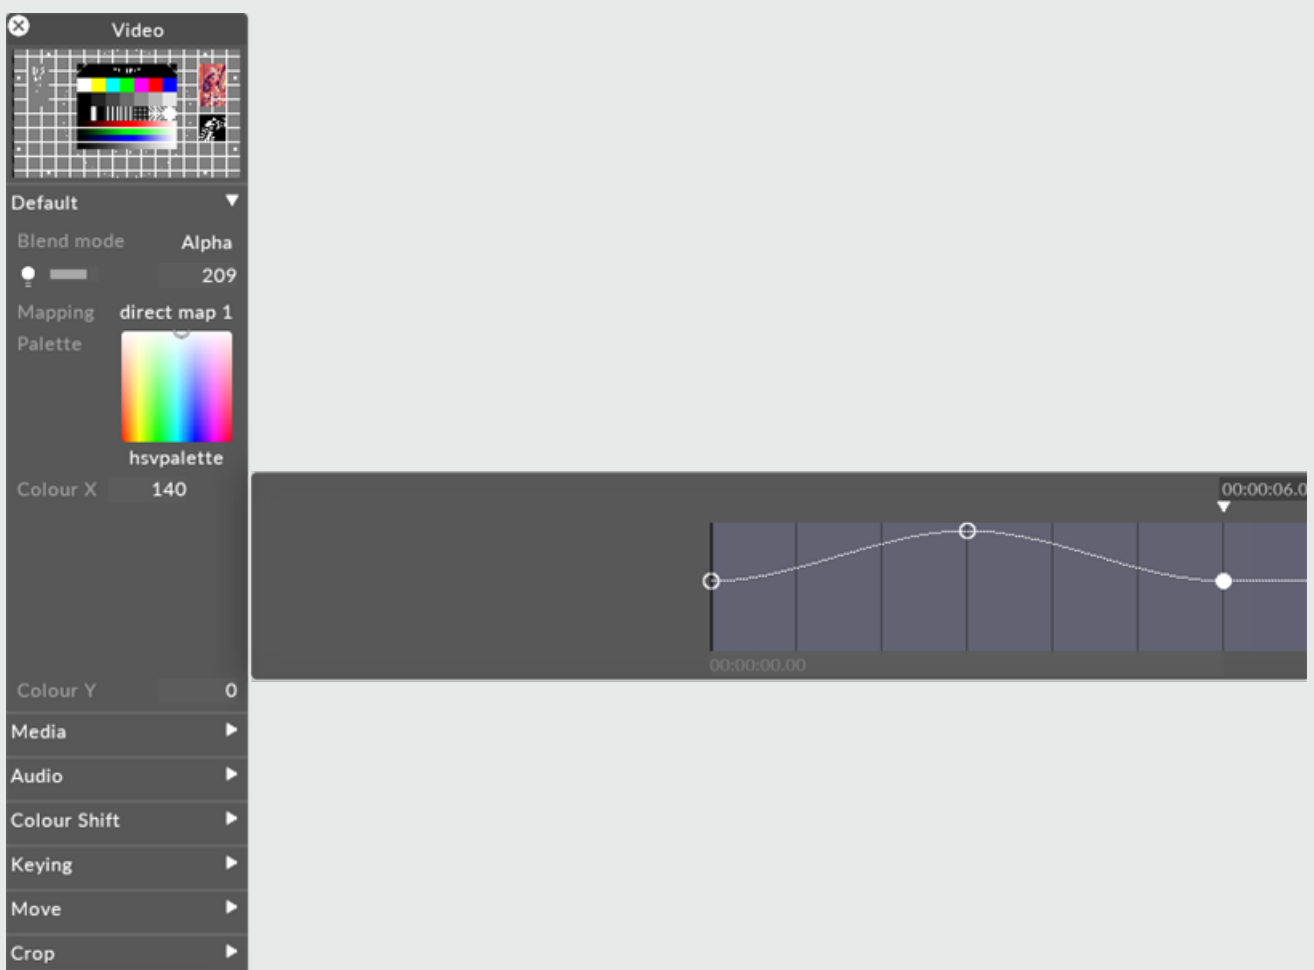 Video
Default
Blend mode Alpha
209
Mapping direct map 1
Palette
hsvpalette
Colour X 140
00:00:06.0
00:00:00.00
Colour Y 0
Media
Audio
Colour Shift
Keying
Move
Crop